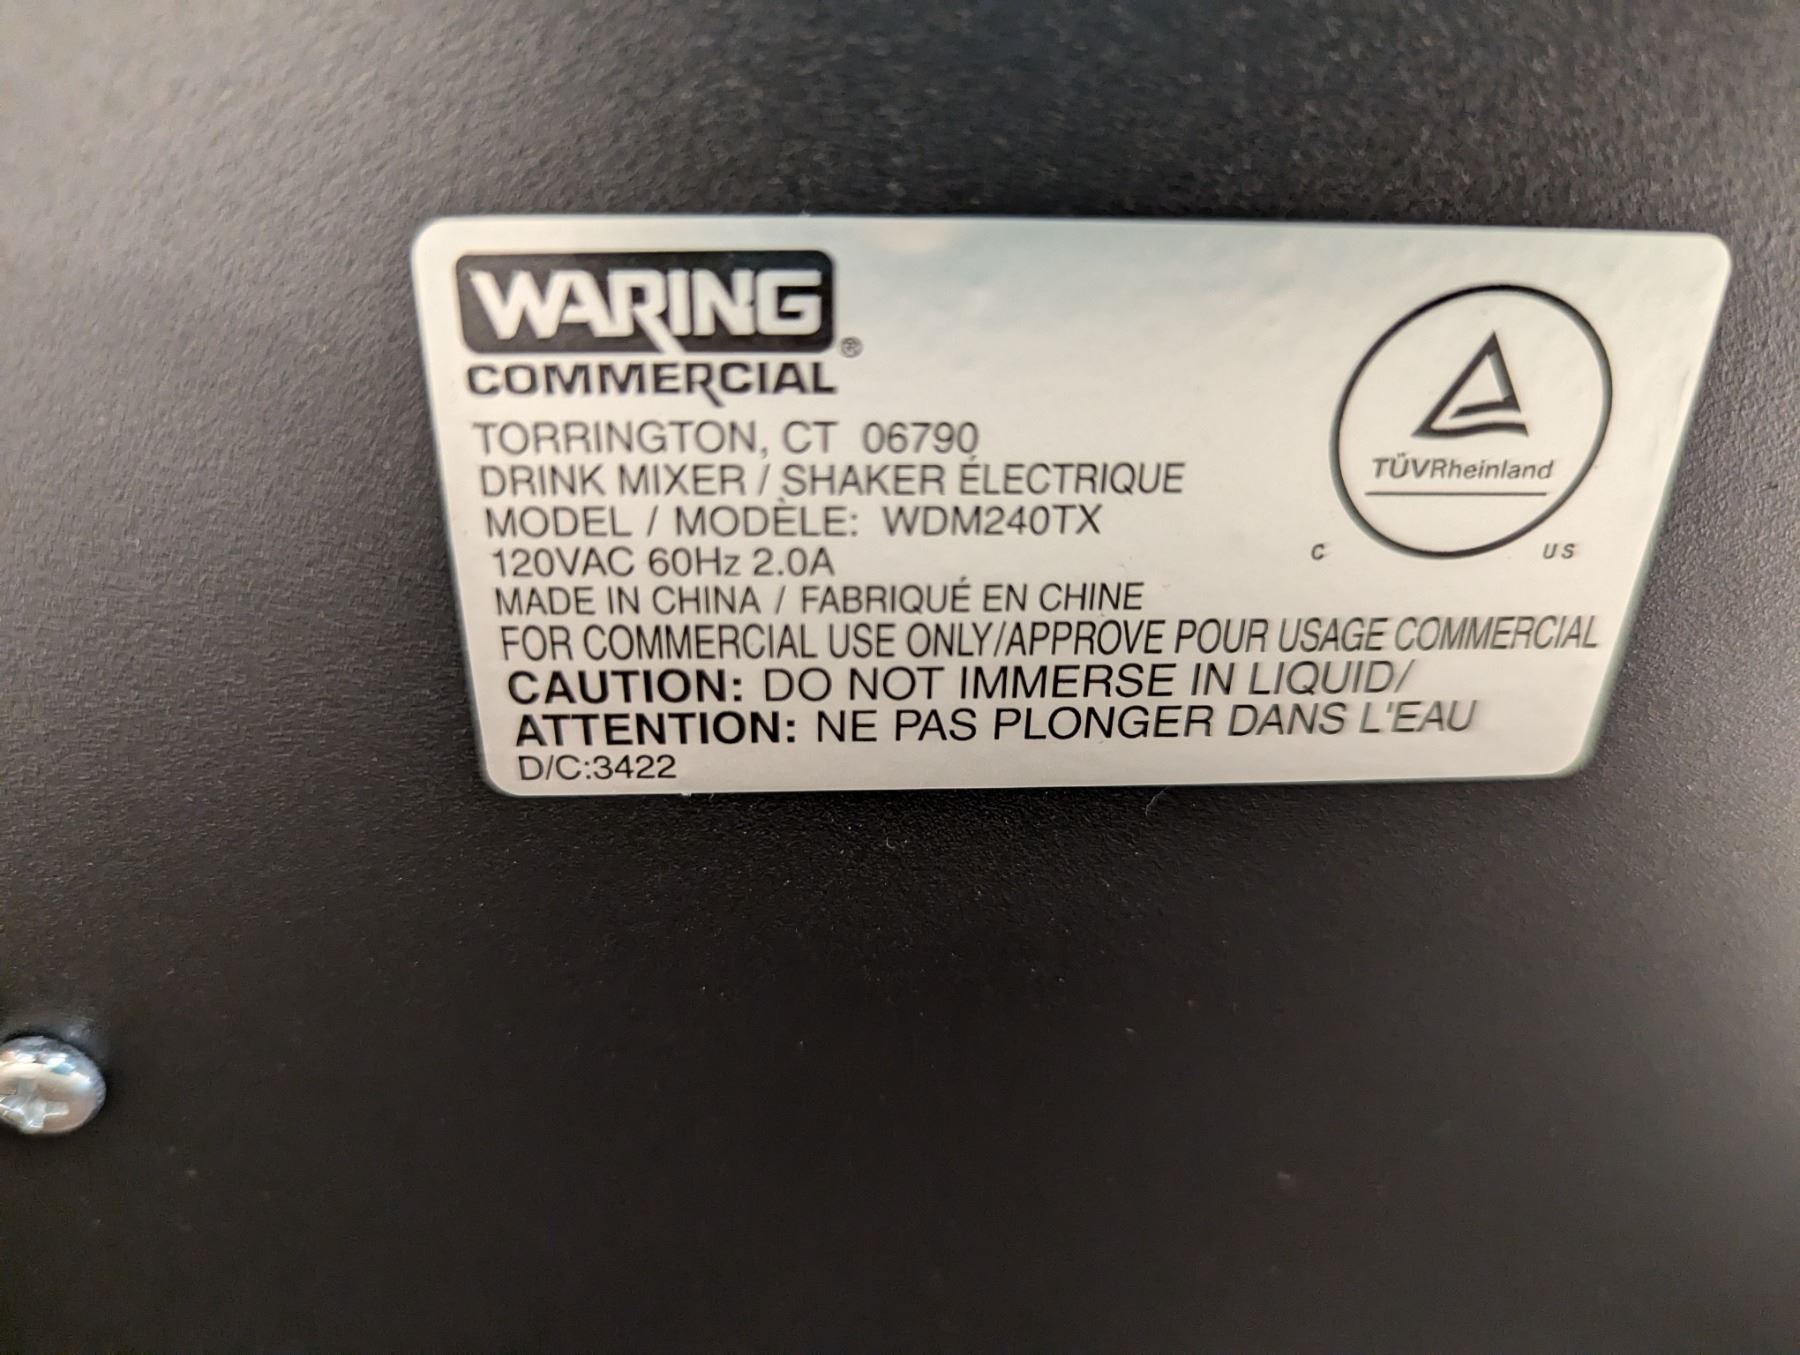 WARING
®
COMMERCIAL
TORRINGTON, CT 06790
DRINK MIXER / SHAKER ÉLECTRIQUE
MODEL / MODÈLE: WDM240TX
120VAC 60Hz 2.0A
MADE IN CHINA / FABRIQUÉ EN CHINE
FOR COMMERCIAL USE ONLY/APPROVE POUR USAGE COMMERCIAL
CAUTION: DO NOT IMMERSE IN LIQUID/
ATTENTION: NE PAS PLONGER DANS L'EAU
D/C:3422
TÜVRheinland
C US